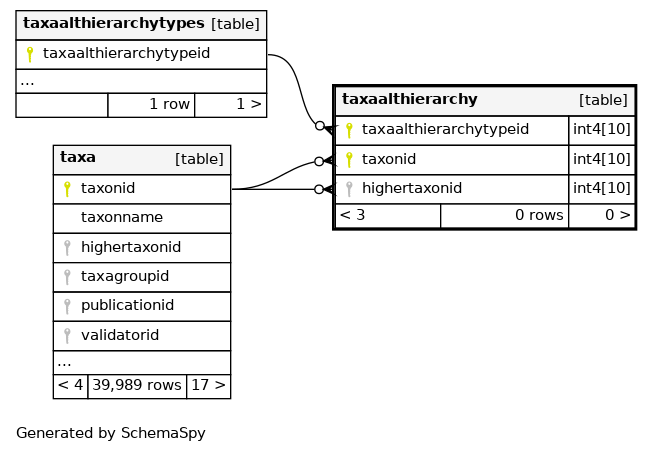 taxaalthierarchytypes [table]
taxaalthierarchytypeid
...
1 row 1 >
taxaalthierarchy [table]
taxaalthierarchytypeid int4[10]
taxonid int4[10]
highertaxonid int4[10]
< 3 0 rows 0 >
taxa [table]
taxonid
taxonname
highertaxonid
taxagroupid
publicationid
validatorid
...
< 4 39,989 rows 17 >
Generated by SchemaSpy